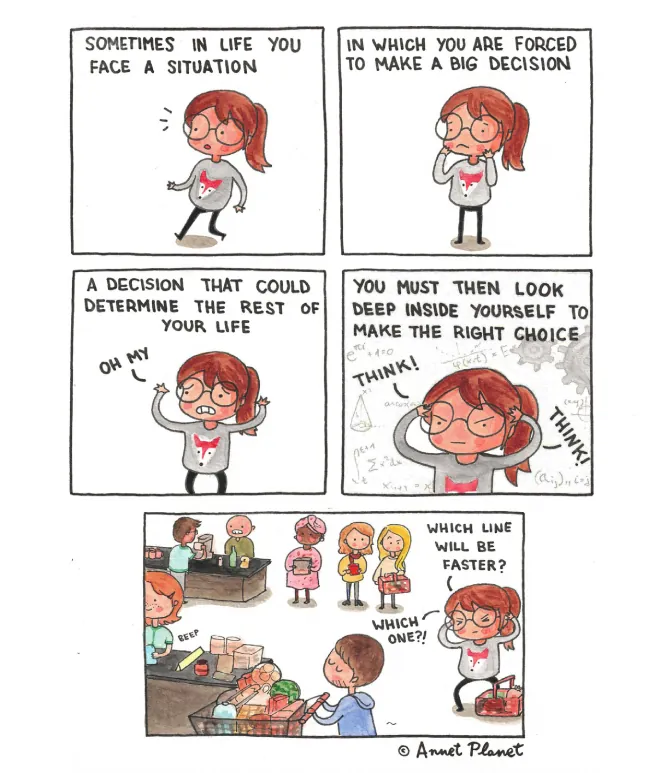 SOMETIMES IN LIFE YOU
FACE A SITUATION
IN WHICH YOU ARE FORCED
TO MAKE A BIG DECISION
A DECISION THAT COULD
DETERMINE THE REST OF
YOUR LIFE
OH MY
YOU MUST THEN LOOK
DEEP INSIDE YOURSELF TO
MAKE THE RIGHT CHOICE
THINK!
THINK!
WHICH LINE
WILL BE
FASTER?
WHICH
ONE?!
BEEP
© Annet Planet